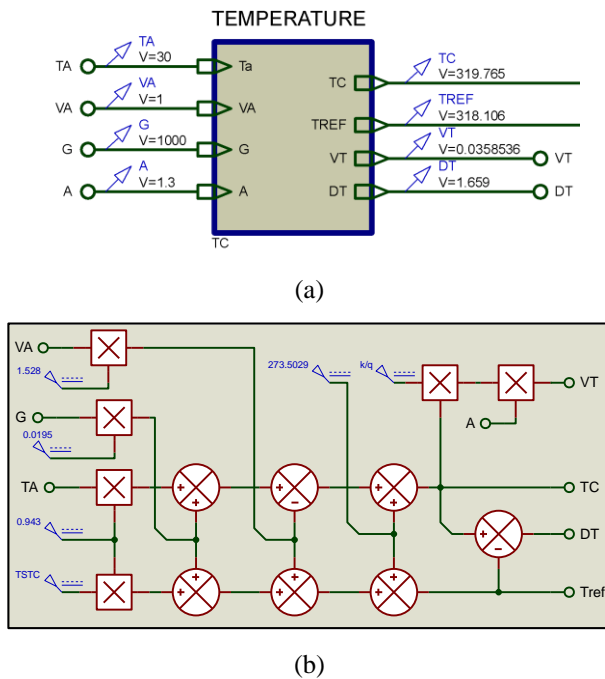 TEMPERATURE
TA TA V=30 Ta
VA VA V=1 VA
G G V=1000 G
A A V=1.3 A
TC TC V=319.765
TREF TREF V=318.106
VT VT V=0.0358536 VT
DT DT V=1.659 DT
TC
(a)
VA 273.5029 k/q VT
1.528
G A
0.0195
TA TC
0.943 DT
TSTC Tref
(b)